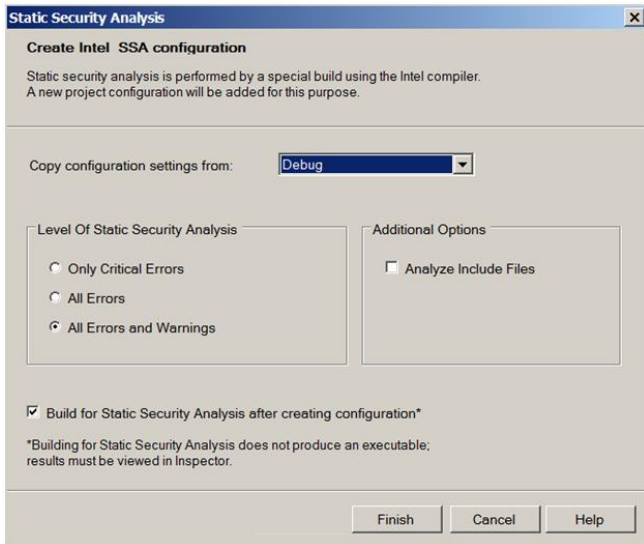 Static Security Analysis
Create Intel SSA configuration
Static security analysis is performed by a special build using the Intel compiler.
A new project configuration will be added for this purpose.
Copy configuration settings from: Debug
Level Of Static Security Analysis
Only Critical Errors
All Errors
All Errors and Warnings
Additional Options
Analyze Include Files
Build for Static Security Analysis after creating configuration*
*Building for Static Security Analysis does not produce an executable;
results must be viewed in Inspector.
Finish Cancel Help